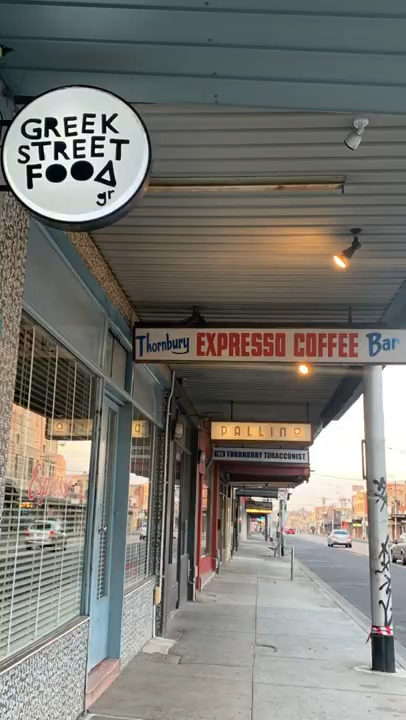 GREEK
STREET
FOOD
gr
Thornbury EXPRESSO COFFEE Bar
PALLINO
THORNBURY TOBACCONIST